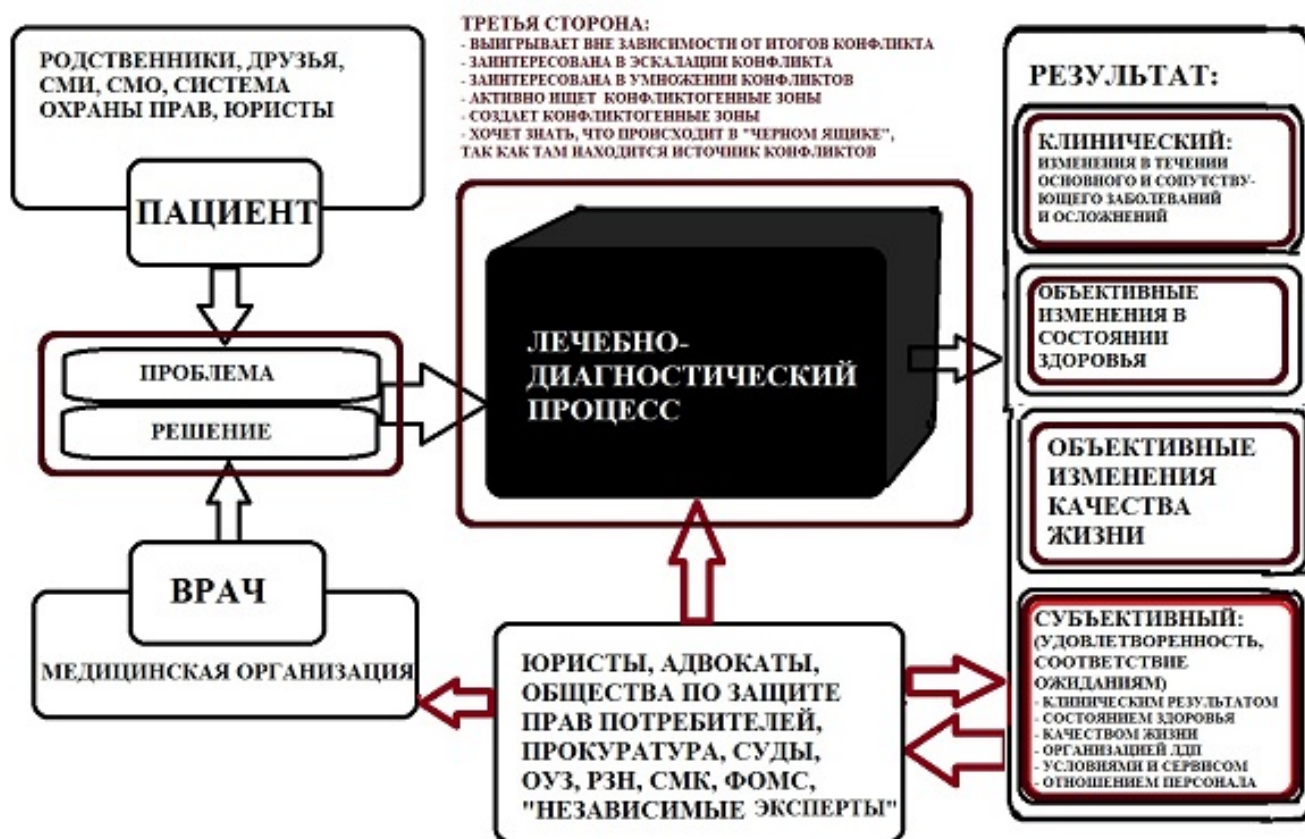 РОДСТВЕННИКИ, ДРУЗЬЯ,
СМИ, СМО, СИСТЕМА
ОХРАНЫ ПРАВ, ЮРИСТЫ
ПАЦИЕНТ
ТРЕТЬЯ СТОРОНА:
- ВЫИГРЫВАЕТ ВНЕ ЗАВИСИМОСТИ ОТ ИТОГОВ КОНФЛИКТА
- ЗАИНТЕРЕСОВАНА В ЭСКАЛАЦИИ КОНФЛИКТА
- ЗАИНТЕРЕСОВАНА В УМНОЖЕНИИ КОНФЛИКТОВ
- АКТИВНО ИЩЕТ КОНФЛИКТОГЕННЫЕ ЗОНЫ
- СОЗДАЕТ КОНФЛИКТОГЕННЫЕ ЗОНЫ
- ХОЧЕТ ЗНАТЬ, ЧТО ПРОИСХОДИТ В "ЧЕРНОМ ЯЩИКЕ",
ТАК КАК ТАМ НАХОДИТСЯ ИСТОЧНИК КОНФЛИКТОВ
ПРОБЛЕМА
РЕШЕНИЕ
ЛЕЧЕБНО-
ДИАГНОСТИЧЕСКИЙ
ПРОЦЕСС
ВРАЧ
МЕДИЦИНСКАЯ ОРГАНИЗАЦИЯ
ЮРИСТЫ, АДВОКАТЫ,
ОБЩЕСТВА ПО ЗАЩИТЕ
ПРАВ ПОТРЕБИТЕЛЕЙ,
ПРОКУРАТУРА, СУДЫ,
ОУЗ, РЗН, СМК, ФОМС,
"НЕЗАВИСИМЫЕ ЭКСПЕРТЫ"
РЕЗУЛЬТАТ:
КЛИНИЧЕСКИЙ:
ИЗМЕНЕНИЯ В ТЕЧЕНИИ
ОСНОВНОГО И СОПУТСТВУ-
ЮЩЕГО ЗАБОЛЕВАНИЙ
И ОСЛОЖНЕНИЙ
ОБЪЕКТИВНЫЕ
ИЗМЕНЕНИЯ В
СОСТОЯНИИ
ЗДОРОВЬЯ
ОБЪЕКТИВНЫЕ
ИЗМЕНЕНИЯ
КАЧЕСТВА
ЖИЗНИ
СУБЪЕКТИВНЫЙ:
(УДОВЛЕТВОРЕННОСТЬ,
СООТВЕТСТВИЕ
ОЖИДАНИЯМ)
- КЛИНИЧЕСКИМ РЕЗУЛЬТАТОМ
- СОСТОЯНИЕМ ЗДОРОВЬЯ
- КАЧЕСТВОМ ЖИЗНИ
- ОРГАНИЗАЦИЕЙ ЛДП
- УСЛОВИЯМИ И СЕРВИСОМ
- ОТНОШЕНИЕМ ПЕРСОНАЛА